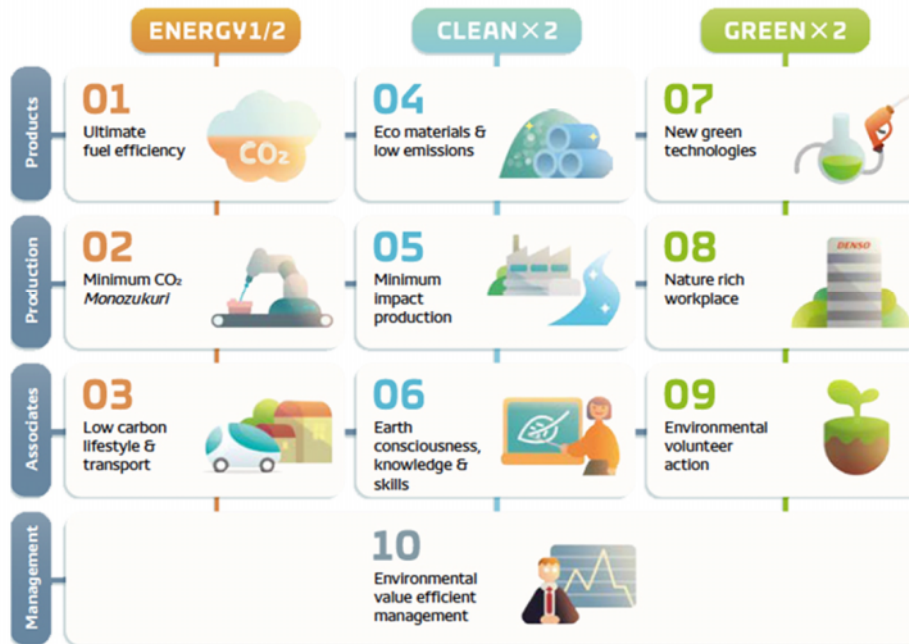 ENERGY1/2
CLEAN×2
GREEN×2
Products
01
Ultimate
fuel efficiency
CO₂
04
Eco materials &
low emissions
07
New green
technologies
Production
02
Minimum CO₂
Monozukuri
05
Minimum
impact
production
08
Nature rich
workplace
DENSO
Associates
03
Low carbon
lifestyle &
transport
06
Earth
consciousness,
knowledge &
skills
09
Environmental
volunteer
action
Management
10
Environmental
value efficient
management